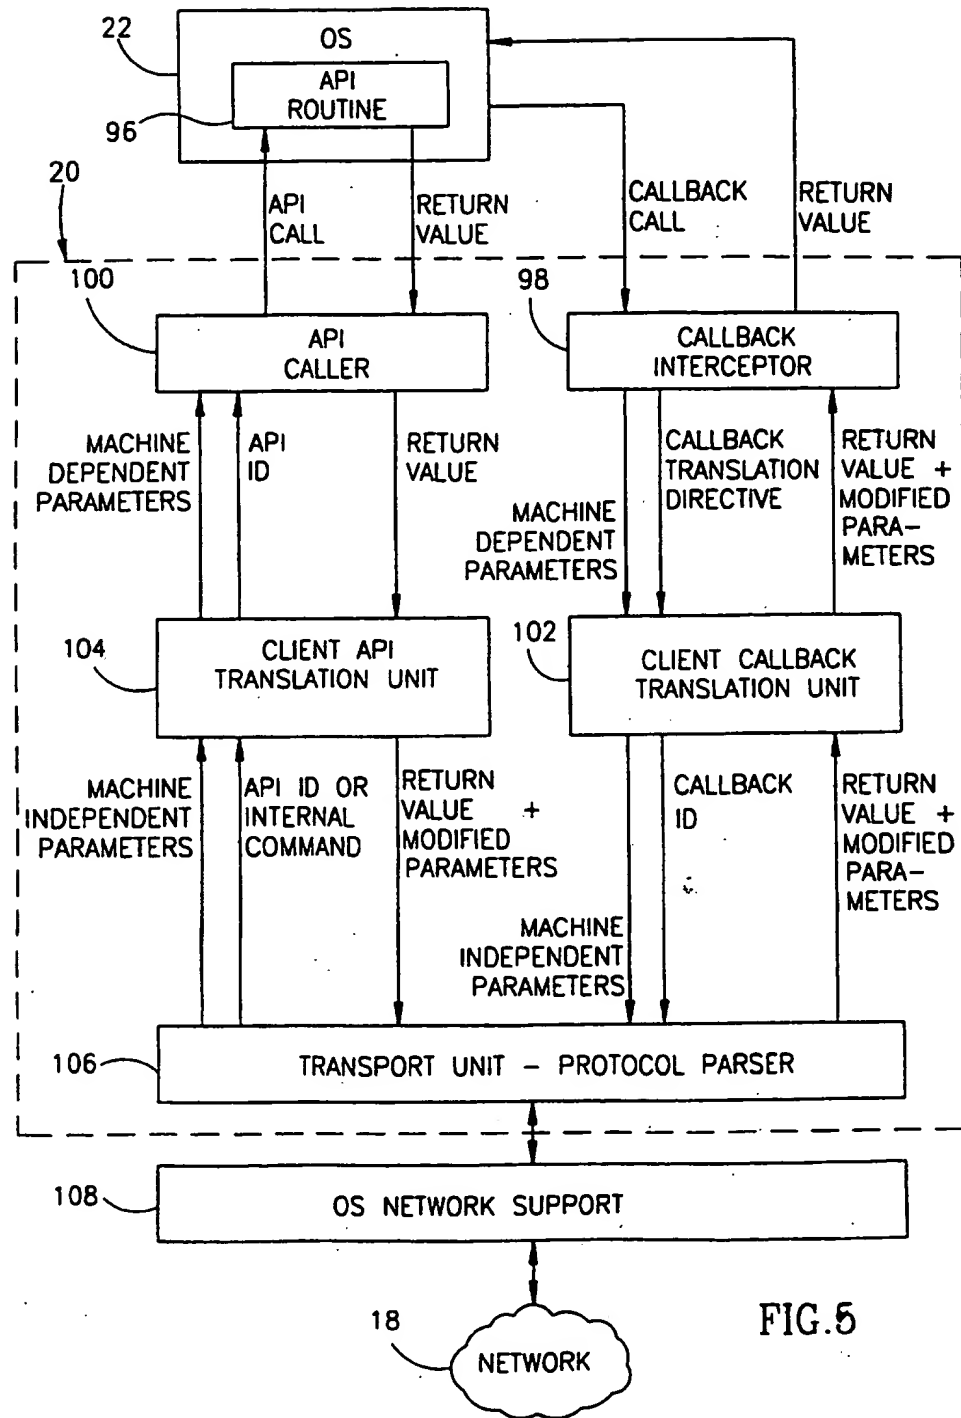 22
OS
API
ROUTINE
96
20
API
CALL
RETURN
VALUE
CALLBACK
CALL
RETURN
VALUE
100
98
API
CALLER
CALLBACK
INTERCEPTOR
MACHINE
DEPENDENT
PARAMETERS
API
ID
RETURN
VALUE
MACHINE
DEPENDENT
PARAMETERS
CALLBACK
TRANSLATION
DIRECTIVE
RETURN
VALUE +
MODIFIED
PARA-
METERS
104
CLIENT API
TRANSLATION UNIT
102
CLIENT CALLBACK
TRANSLATION UNIT
MACHINE
INDEPENDENT
PARAMETERS
API ID OR
INTERNAL
COMMAND
RETURN
VALUE +
MODIFIED
PARAMETERS
MACHINE
INDEPENDENT
PARAMETERS
CALLBACK
ID
RETURN
VALUE +
MODIFIED
PARA-
METERS
106
TRANSPORT UNIT - PROTOCOL PARSER
108
OS NETWORK SUPPORT
18
NETWORK
FIG.5